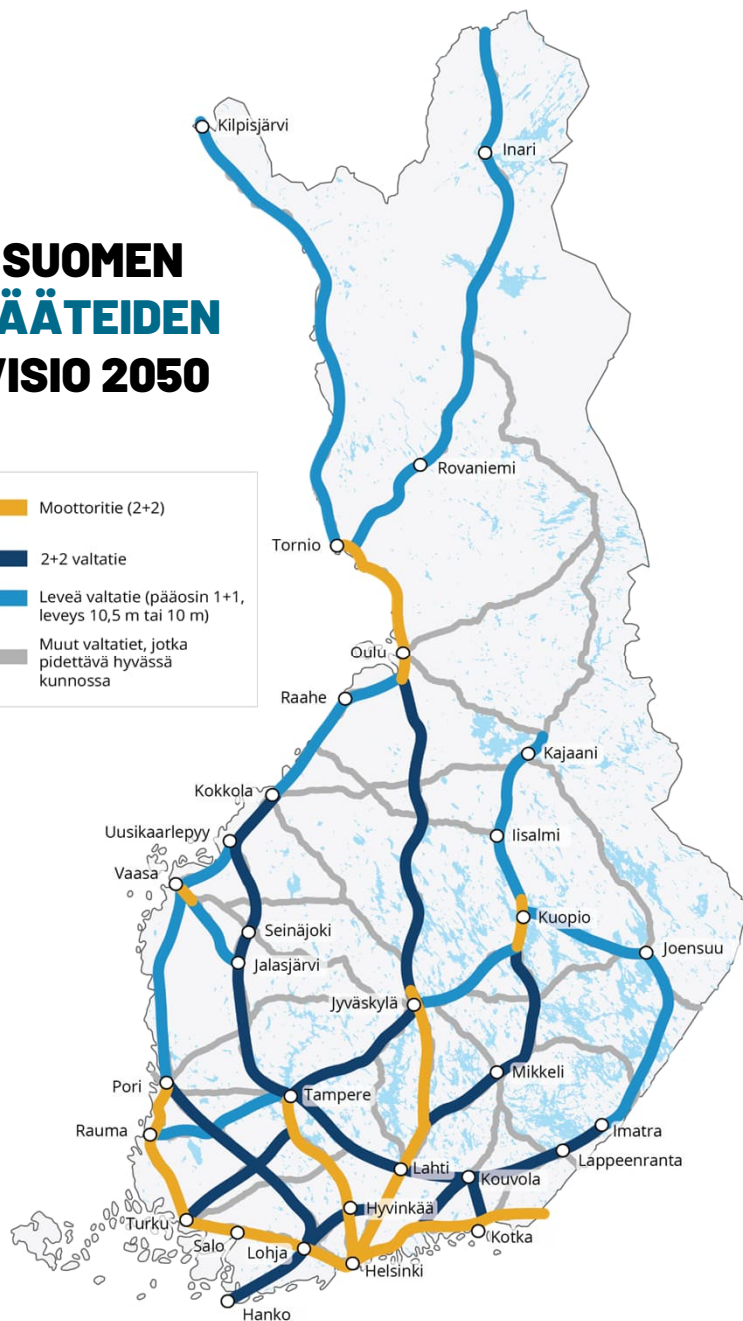 Kilpisjärvi
Inari
SUOMEN
ÄÄTEIDEN
VISIO 2050
Rovaniemi
Moottoritie (2+2)
2+2 valtatie
Leveä valtatie (pääosin 1+1,
leveys 10,5 m tai 10 m)
Muut valtatiet, jotka
pidettävä hyvässä
kunnossa
Tornio
Oulu
Raahe
Kajaani
Kokkola
Uusikaarlepyy
Iisalmi
Vaasa
Kuopio
Seinäjoki
Joensuu
Jalasjärvi
Jyväskylä
Mikkeli
Pori
Tampere
Rauma
Imatra
Lappeenranta
Lahti
Kouvola
Hyvinkää
Turku
Salo
Kotka
Lohja
Helsinki
Hanko